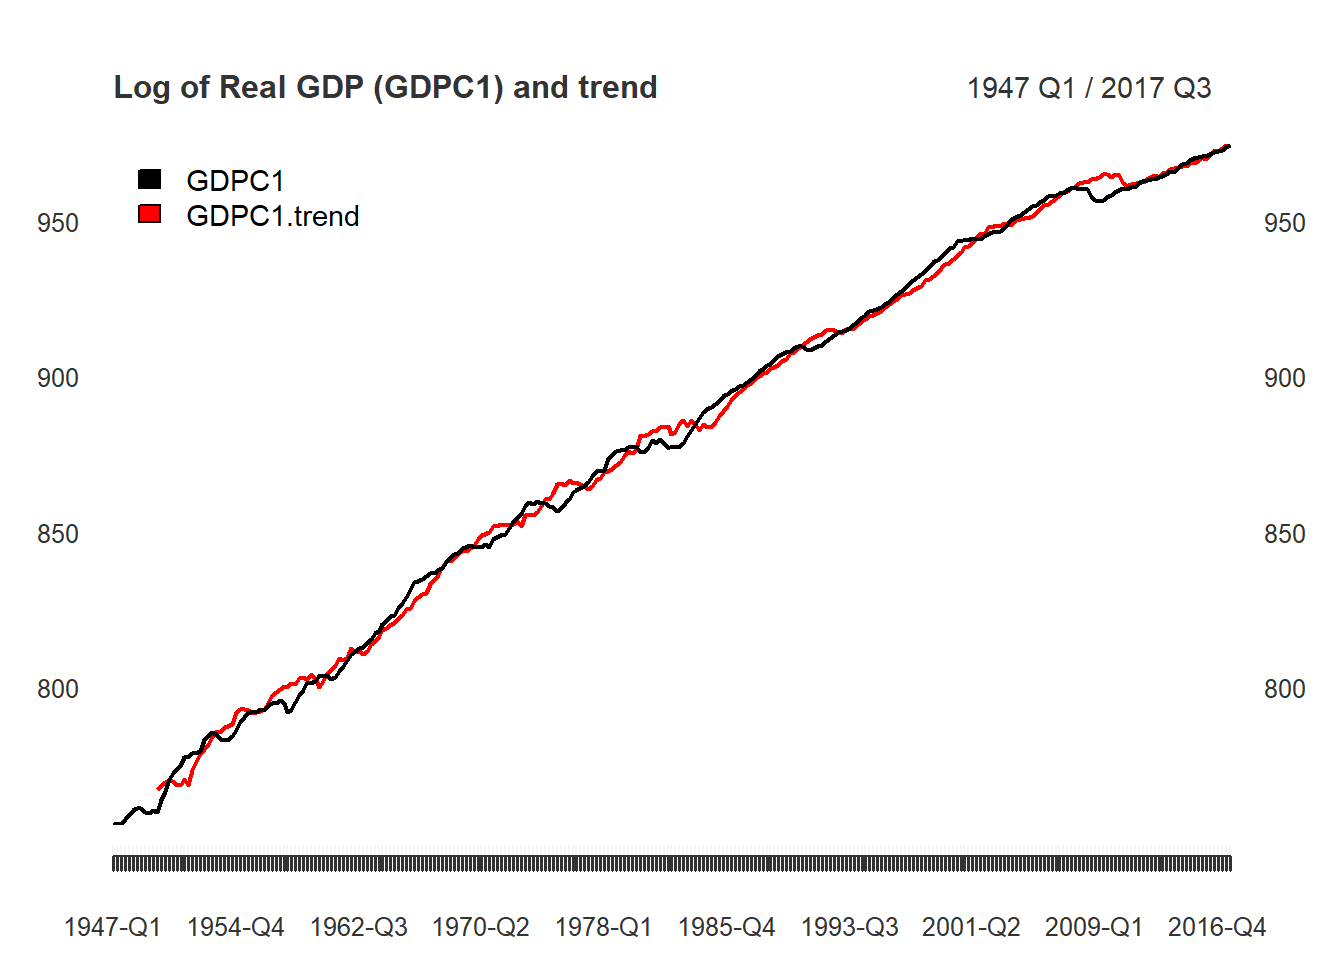 Log of Real GDP (GDPC1) and trend 1947 Q1 / 2017 Q3
GDPC1
GDPC1.trend
950 950
900 900
850 850
800 800
1947-Q1 1954-Q4 1962-Q3 1970-Q2 1978-Q1 1985-Q4 1993-Q3 2001-Q2 2009-Q1 2016-Q4